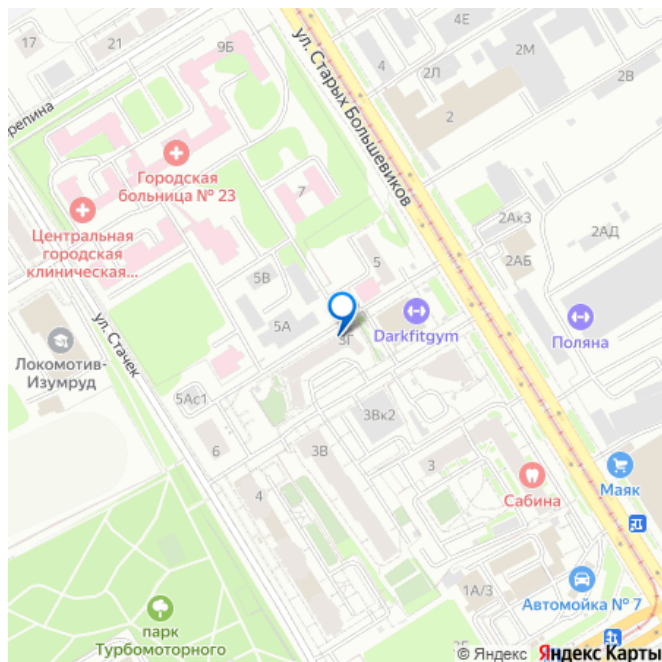 17
21
9Б
4Е
4
2Л
2М
2В
2
ул. Старых Большевиков
Городская
больница № 23
7
Центральная
городская
клиническая...
2Ак3
2АД
2АБ
5В
5
5А
3Г
Darkfitgym
Поляна
ул. Стачек
Локомотив-
Изумруд
5Ас1
6
3В
3Вк2
3
4
Сабина
Маяк
1А/3
Автомойка № 7
парк
Турбомоторного
© Яндекс Яндекс Карты